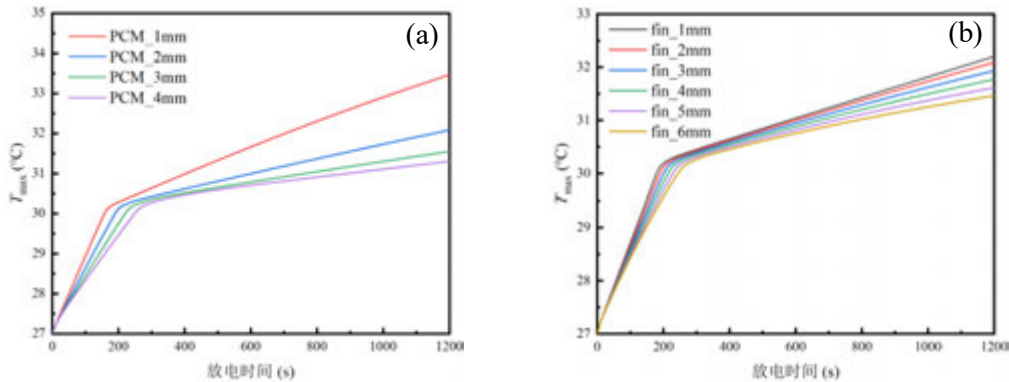 (a)
PCM_1mm
PCM_2mm
PCM_3mm
PCM_4mm
35
34
33
32
31
30
29
28
27
0 200 400 600 800 1000 1200
Tmax (°C)
放电时间 (s)
(b)
fin_1mm
fin_2mm
fin_3mm
fin_4mm
fin_5mm
fin_6mm
33
32
31
30
29
28
27
0 200 400 600 800 1000 1200
Tmax (°C)
放电时间 (s)